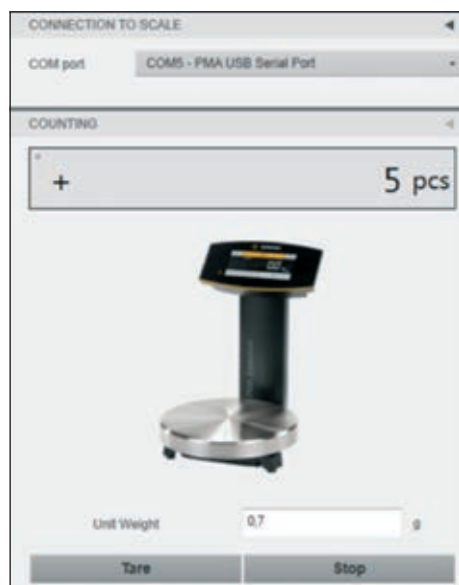 CONNECTION TO SCALE
COM port COM5 - PMA USB Serial Port
COUNTING
+ 5 pcs
Unit Weight 0,7 g
Tare Stop